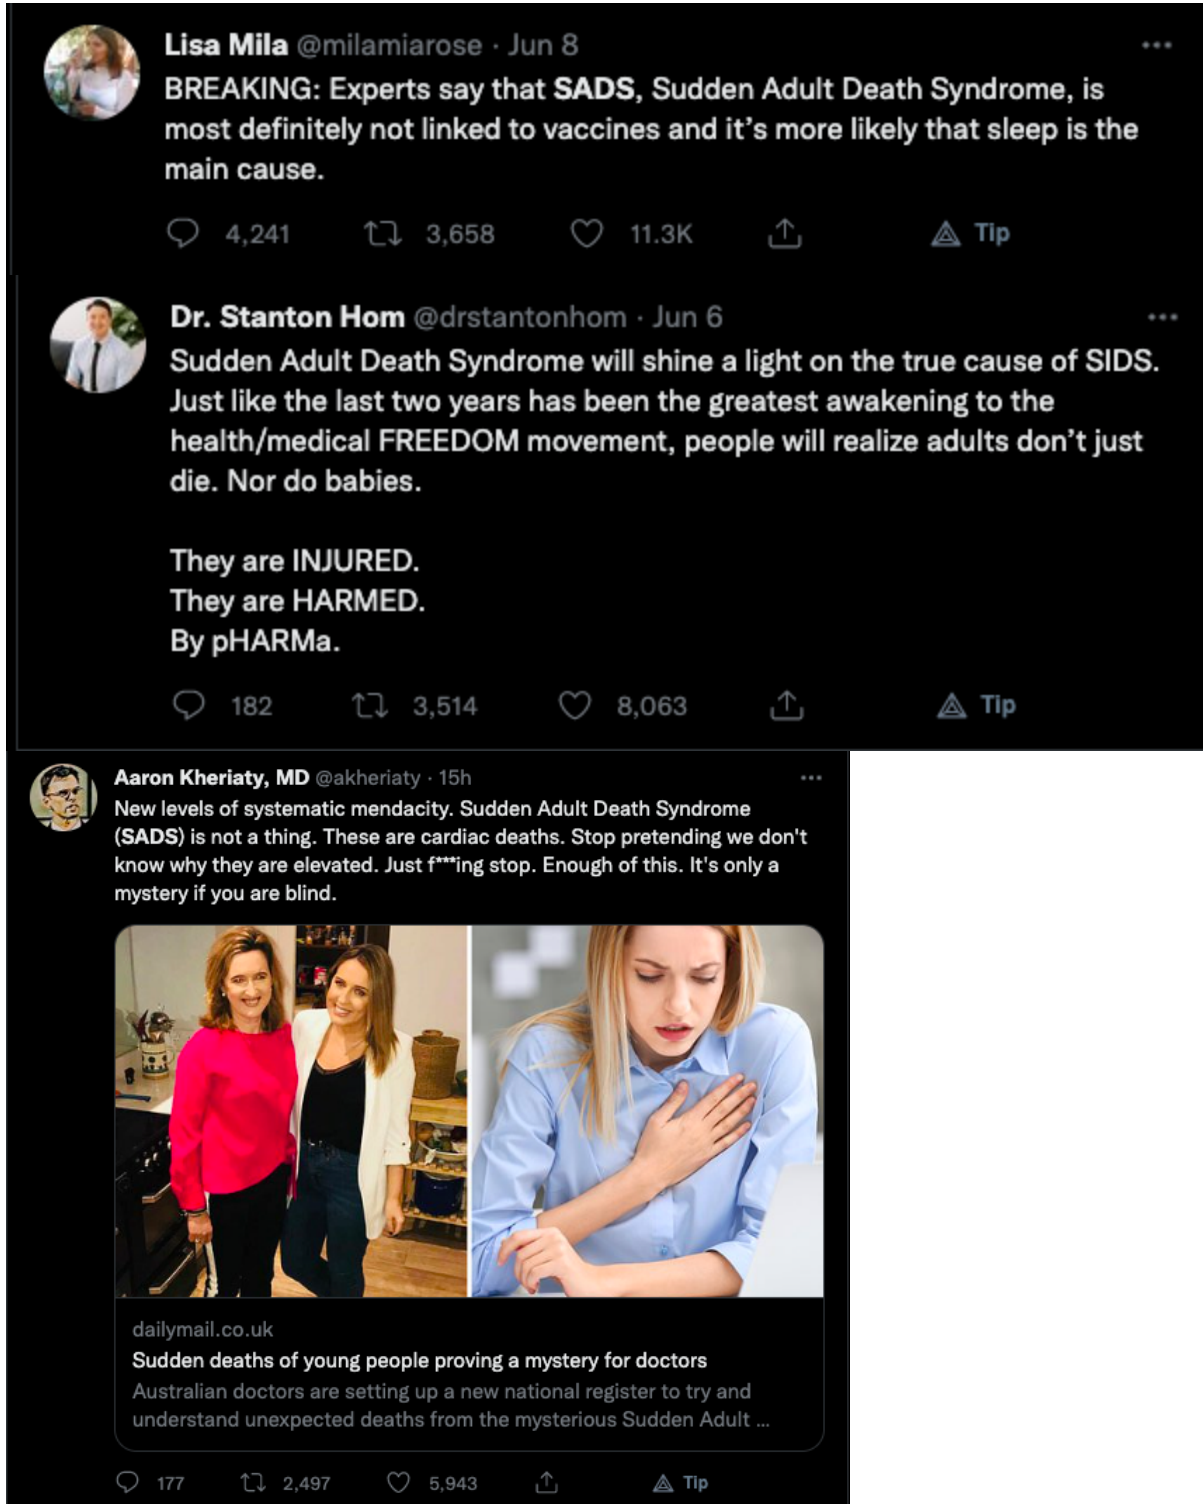 Lisa Mila @milamiarose · Jun 8
BREAKING: Experts say that SADS, Sudden Adult Death Syndrome, is
most definitely not linked to vaccines and it’s more likely that sleep is the
main cause.
4,241 3,658 11.3K Tip
Dr. Stanton Hom @drstantonhom · Jun 6
Sudden Adult Death Syndrome will shine a light on the true cause of SIDS.
Just like the last two years has been the greatest awakening to the
health/medical FREEDOM movement, people will realize adults don’t just
die. Nor do babies.
They are INJURED.
They are HARMED.
By pHARMa.
182 3,514 8,063 Tip
Aaron Kheriaty, MD @akheriaty · 15h
New levels of systematic mendacity. Sudden Adult Death Syndrome
(SADS) is not a thing. These are cardiac deaths. Stop pretending we don't
know why they are elevated. Just f***ing stop. Enough of this. It's only a
mystery if you are blind.
dailymail.co.uk
Sudden deaths of young people proving a mystery for doctors
Australian doctors are setting up a new national register to try and
understand unexpected deaths from the mysterious Sudden Adult ...
177 2,497 5,943 Tip